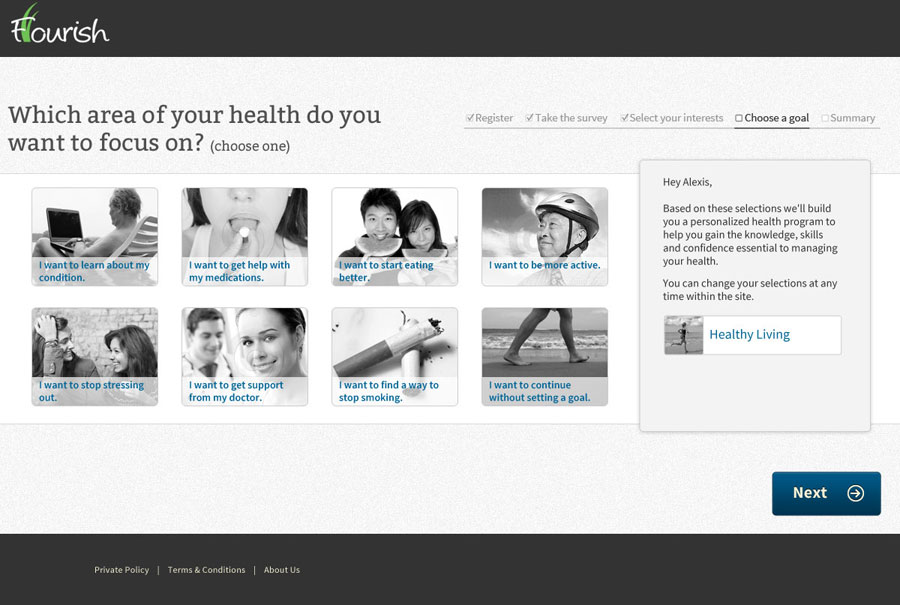 Flourish
Which area of your health do you
want to focus on? (choose one)
Register Take the survey Select your interests Choose a goal Summary
I want to learn about my
condition.
I want to get help with
my medications.
I want to start eating
better.
I want to be more active.
I want to stop stressing
out.
I want to get support
from my doctor.
I want to find a way to
stop smoking.
I want to continue
without setting a goal.
Hey Alexis,
Based on these selections we'll build
you a personalized health program to
help you gain the knowledge, skills
and confidence essential to managing
your health.
You can change your selections at any
time within the site.
Healthy Living
Next
Private Policy | Terms & Conditions | About Us